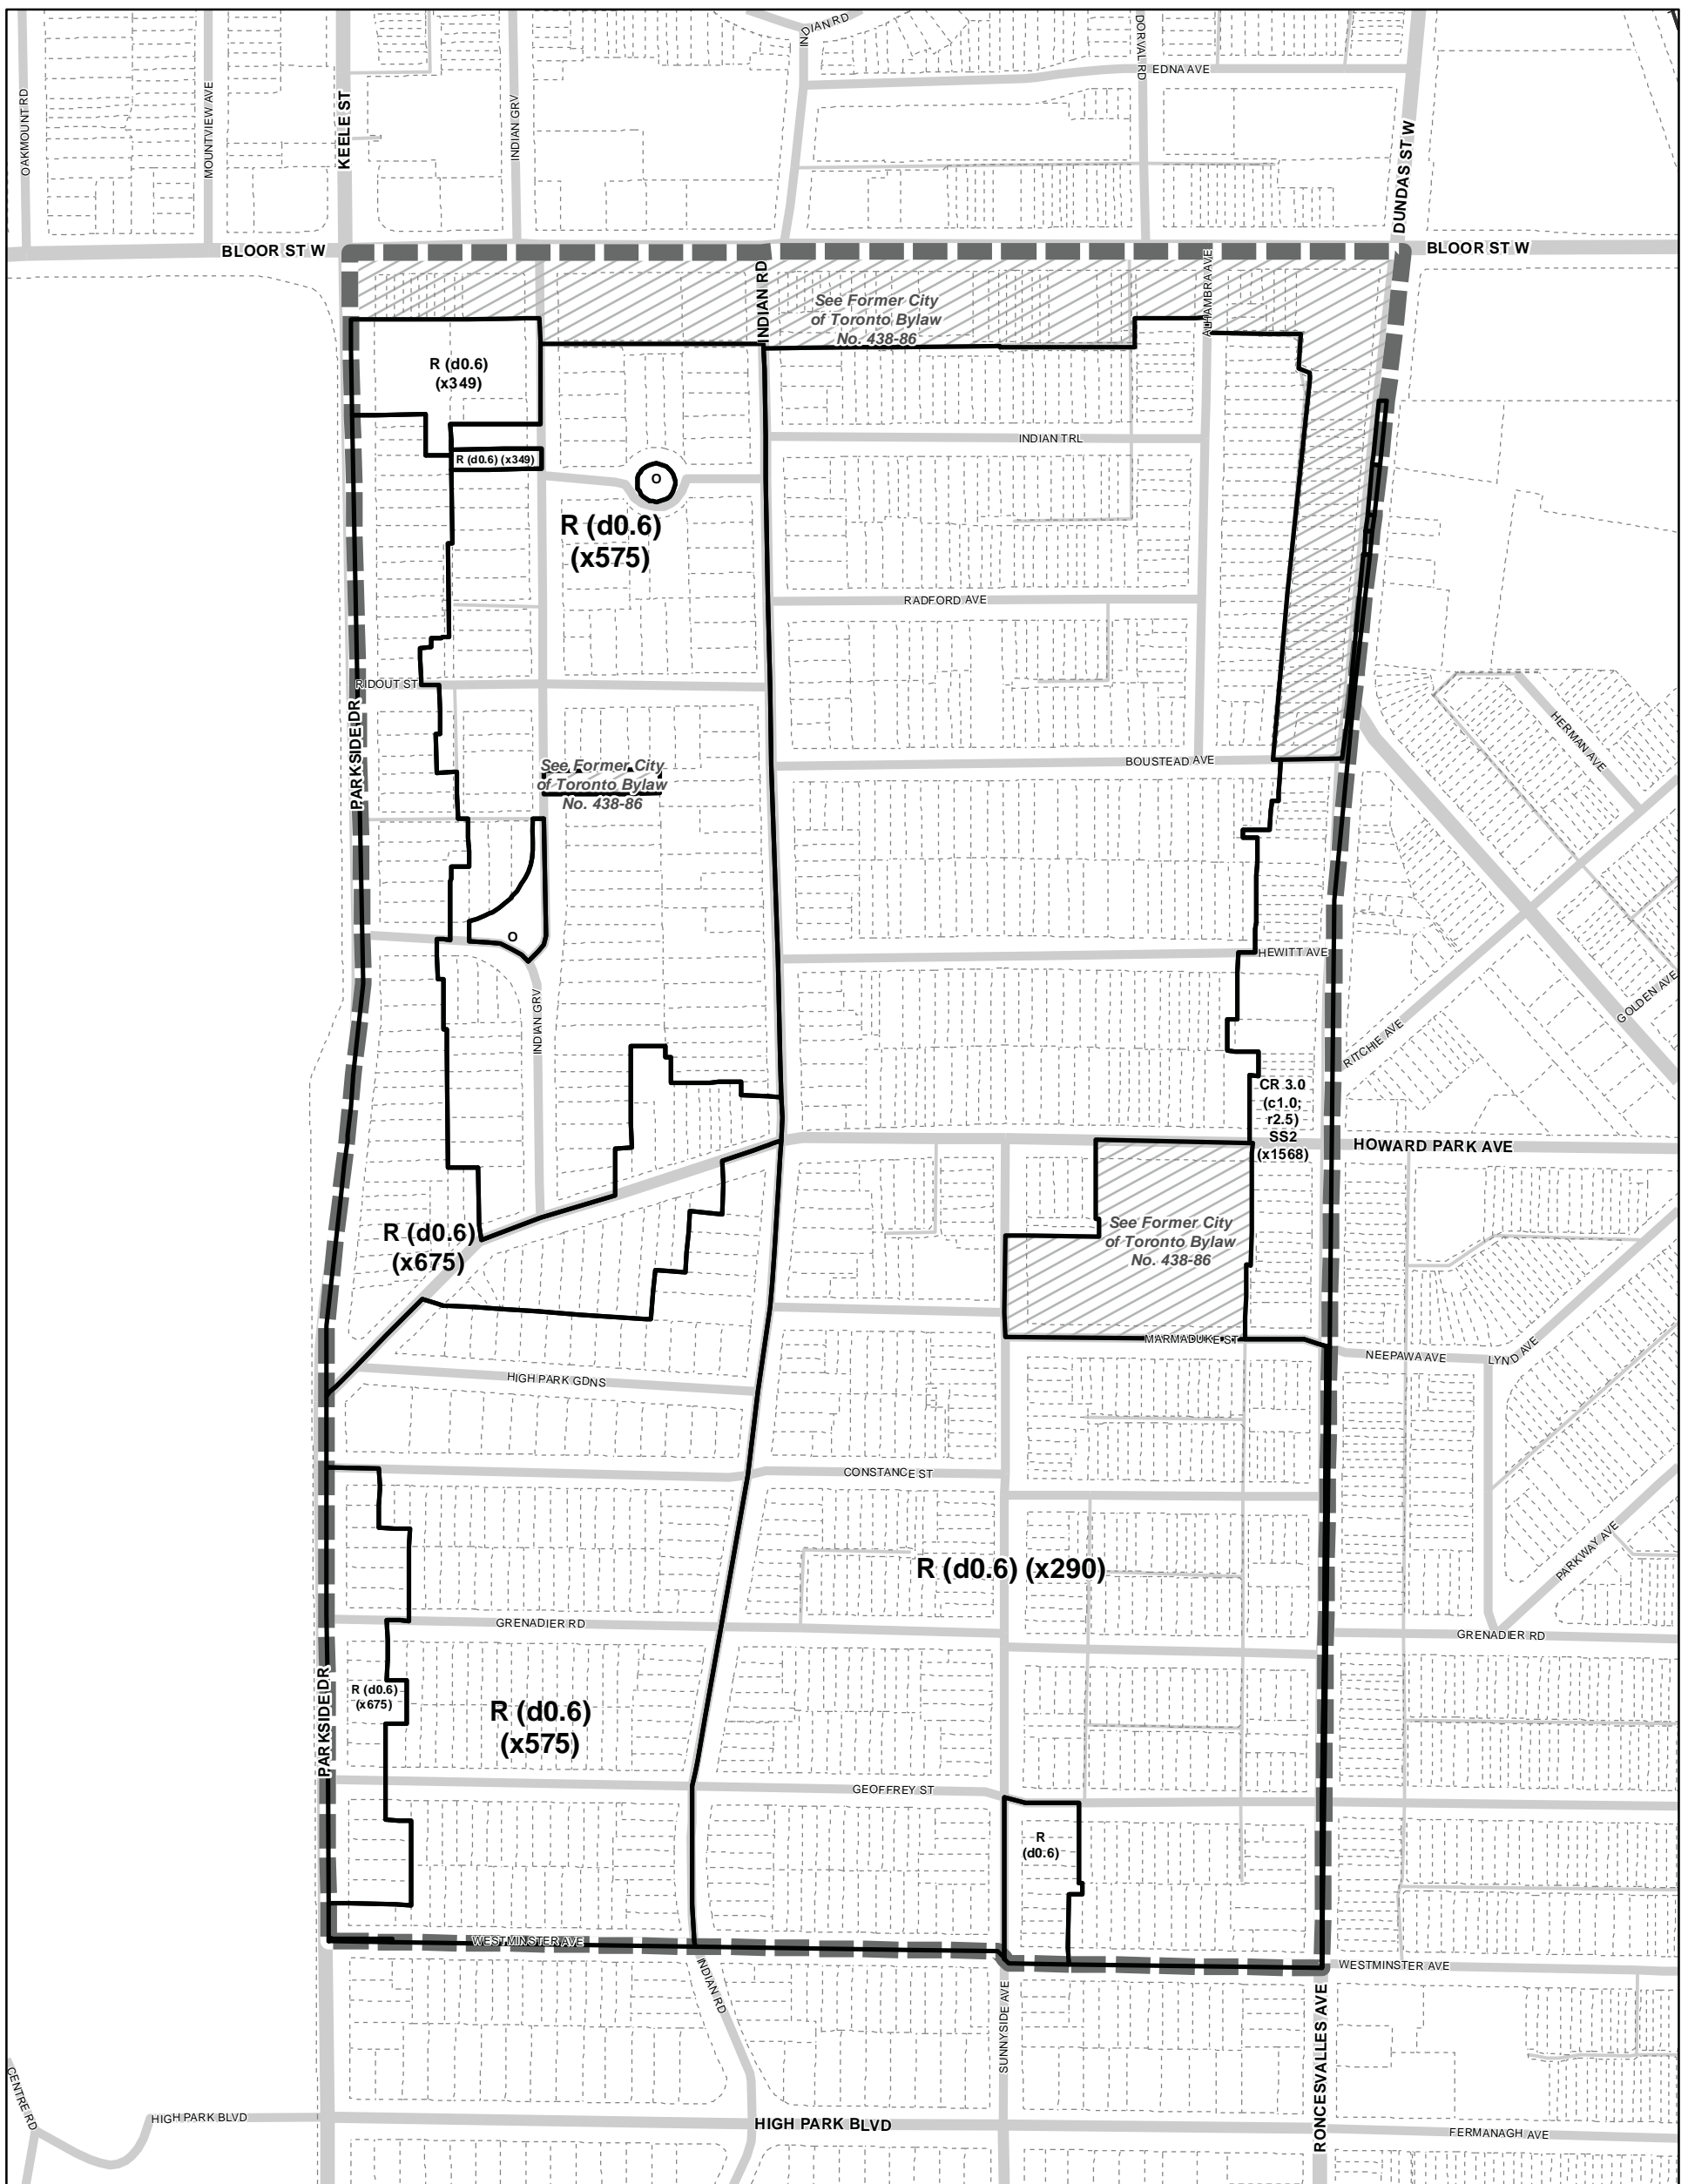 INDIAN RD
DORVAL RD
EDNA AVE
OAKMOUNT RD
MOUNTVIEW AVE
KEELE ST
INDIAN GRV
DUNDAS ST W
BLOOR ST W
BLOOR ST W
INDIAN RD
ALHAMBRA AVE
See Former City
of Toronto Bylaw
No. 438-86
R (d0.6)
(x349)
INDIAN TRL
R (d0.6) (x349)
O
R (d0.6)
(x575)
RADFORD AVE
RIDOUT ST
PARKSIDE DR
HERMAN AVE
BOUSTEAD AVE
See Former City
of Toronto Bylaw
No. 438-86
O
HEWITT AVE
INDIAN GRV
GOLDEN AVE
RITCHIE AVE
CR 3.0
(c1.0;
r2.5)
SS2
(x1568)
HOWARD PARK AVE
R (d0.6)
(x675)
See Former City
of Toronto Bylaw
No. 438-86
MARMADUKE ST
NEEPAWA AVE
LYND AVE
HIGH PARK GDNS
CONSTANCE ST
R (d0.6) (x290)
PARKWAY AVE
GRENADIER RD
GRENADIER RD
PARKSIDE DR
R (d0.6)
(x675)
R (d0.6)
(x575)
GEOFFREY ST
R
(d0.6)
WESTMINSTER AVE
WESTMINSTER AVE
INDIAN RD
SUNNYSIDE AVE
RONCESVALLES AVE
CENTRE RD
HIGH PARK BLVD
HIGH PARK BLVD
FERMANAGH AVE